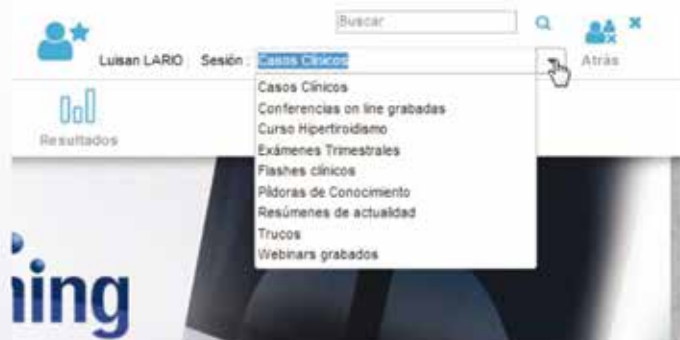 Buscar
Luisan LARIO Sesión : Casos Clínicos
Atrás
Casos Clínicos
Conferencias on line grabadas
Curso Hipertiroidismo
Exámenes Trimestrales
Flashes clínicos
Píldoras de Conocimiento
Resúmenes de actualidad
Trucos
Webinars grabados
Resultados
ning